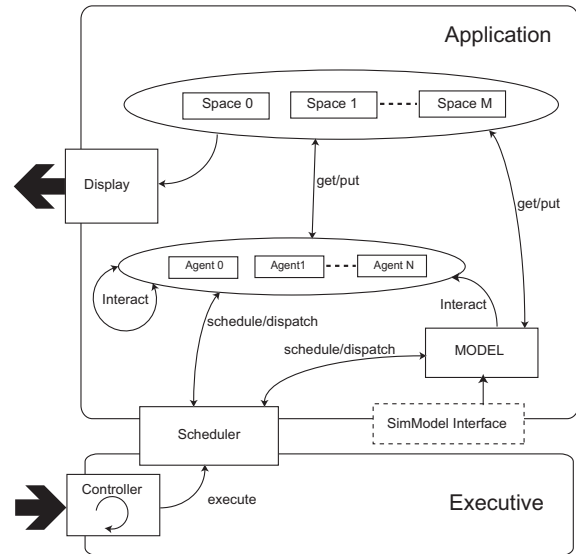 Application
Space 0
Space 1
Space M
Display
get/put
get/put
Agent 0
Agent1
Agent N
Interact
Interact
schedule/dispatch
schedule/dispatch
MODEL
SimModel Interface
Scheduler
Controller
execute
Executive